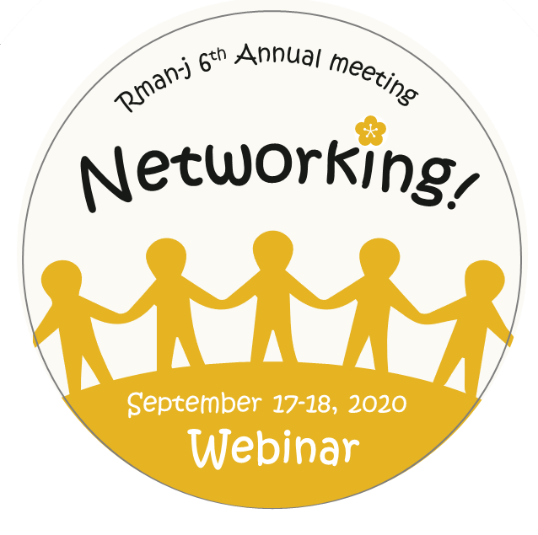 Rman-j 6th Annual meeting
Networking!
September 17-18, 2020
Webinar